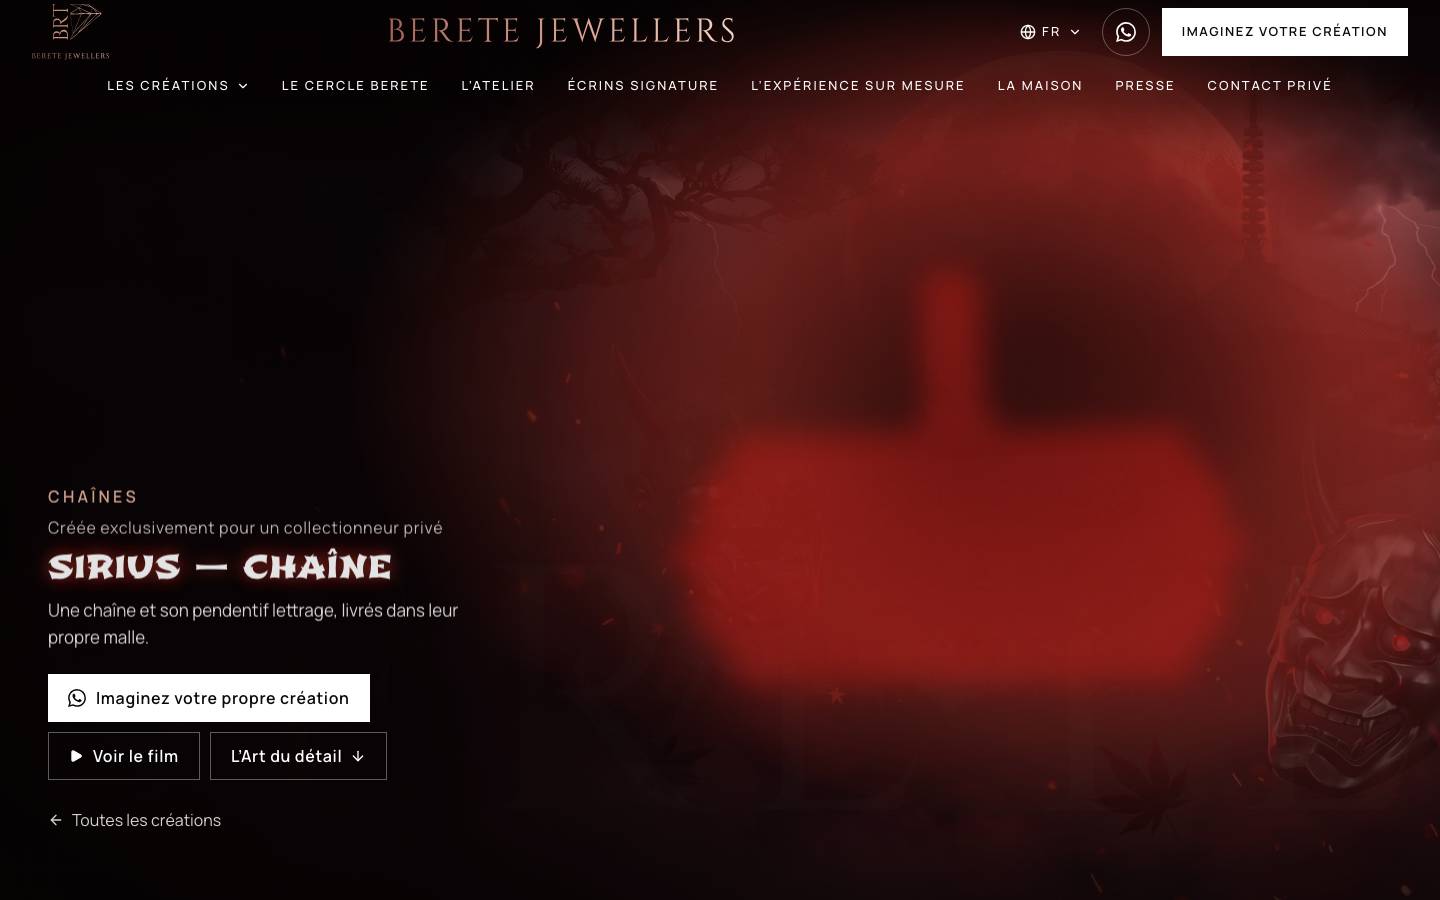 BRT
BERETE JEWELLERS
BERETE JEWELLERS
FR
IMAGINEZ VOTRE CRÉATION
LES CRÉATIONS
LE CERCLE BERETE
L'ATELIER
ÉCRINS SIGNATURE
L'EXPÉRIENCE SUR MESURE
LA MAISON
PRESSE
CONTACT PRIVÉ
CHAÎNES
Créée exclusivement pour un collectionneur privé
SIRIUS — CHAÎNE
Une chaîne et son pendentif lettrage, livrés dans leur
propre malle.
Imaginez votre propre création
Voir le film
L'Art du détail ↓
← Toutes les créations